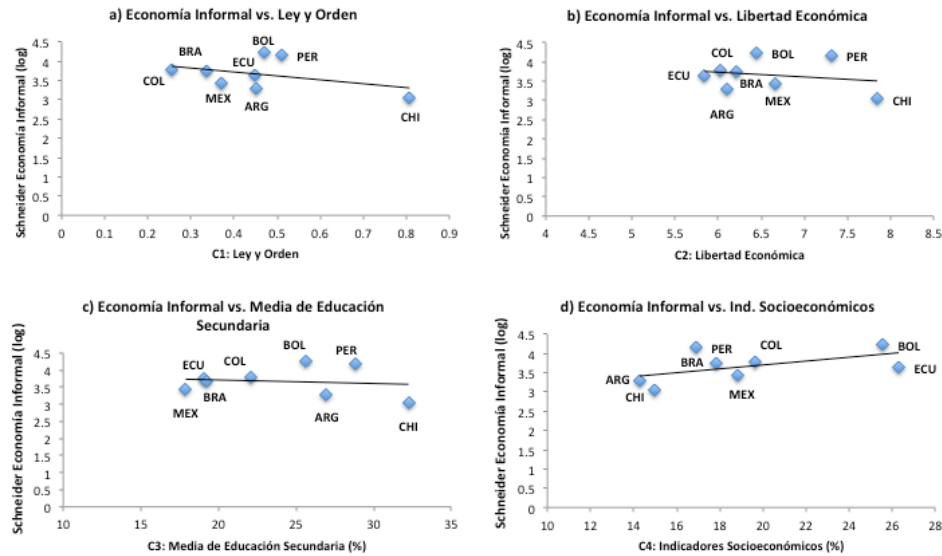 a) Economía Informal vs. Ley y Orden
Schneider Economía Informal (log)
4.5
4
3.5
3
2.5
2
1.5
1
0.5
0
BRA
BOL
PER
ECU
COL
MEX
ARG
CHI
0 0.1 0.2 0.3 0.4 0.5 0.6 0.7 0.8 0.9
C1: Ley y Orden
b) Economía Informal vs. Libertad Económica
Schneider Economía Informal (log)
4.5
4
3.5
3
2.5
2
1.5
1
0.5
0
COL
BOL
PER
ECU
BRA
MEX
CHI
ARG
4 4.5 5 5.5 6 6.5 7 7.5 8 8.5
C2: Libertad Económica
c) Economía Informal vs. Media de Educación
Secundaria
Schneider Economía Informal (log)
4.5
4
3.5
3
2.5
2
1.5
1
0.5
0
BOL
PER
ECU
COL
BRA
MEX
ARG
CHI
10 15 20 25 30 35
C3: Media de Educación Secundaria (%)
d) Economía Informal vs. Ind. Socioeconómicos
Schneider Economía Informal (log)
4.5
4
3.5
3
2.5
2
1.5
1
0.5
0
PER
COL
BOL
BRA
ECU
ARG
CHI
MEX
10 12 14 16 18 20 22 24 26 28
C4: Indicadores Socioeconómicos (%)